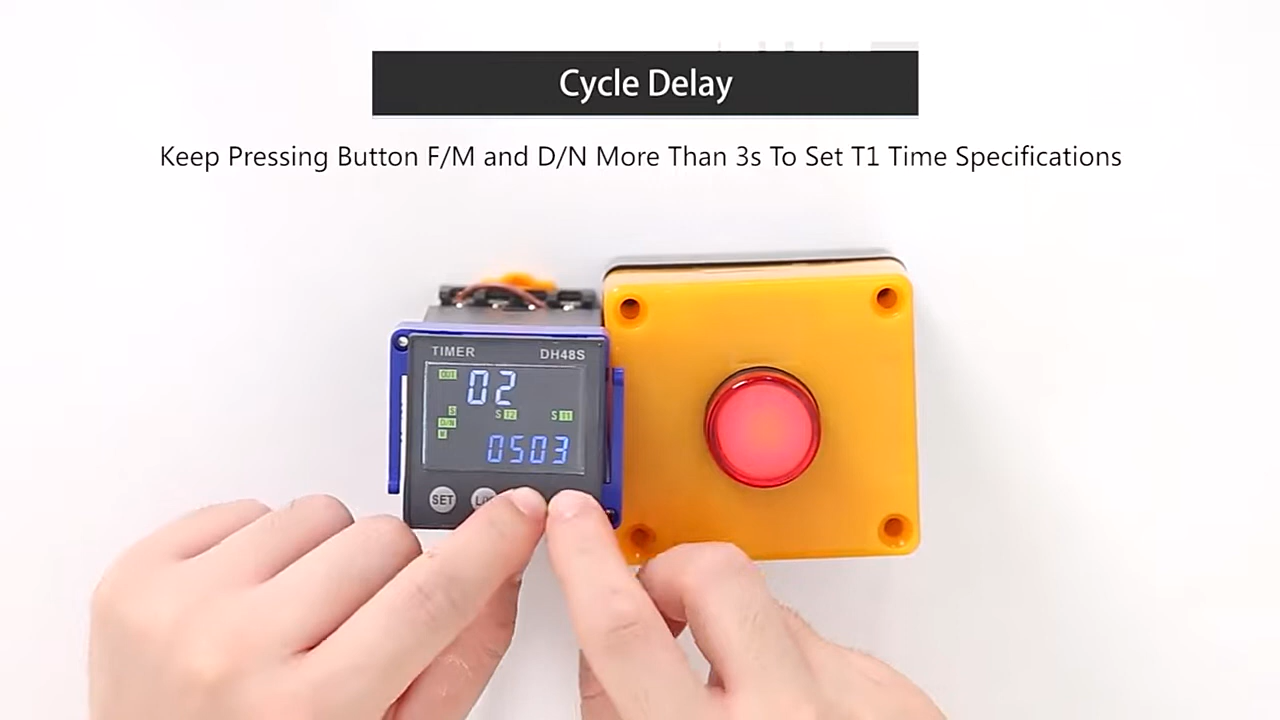 Cycle Delay
Keep Pressing Button F/M and D/N More Than 3s To Set T1 Time Specifications
TIMER DH48S
OUT 02
S
S T2 S T1
D/N
0503
SET